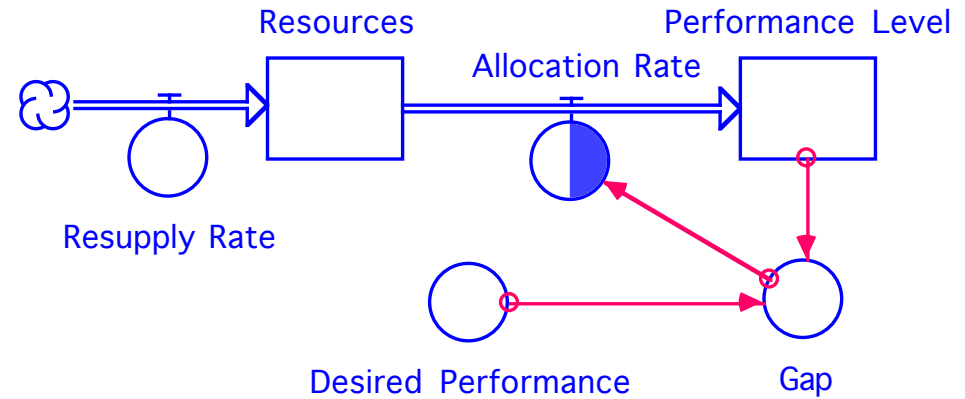 Resources
Performance Level
Allocation Rate
Resupply Rate
Desired Performance
Gap